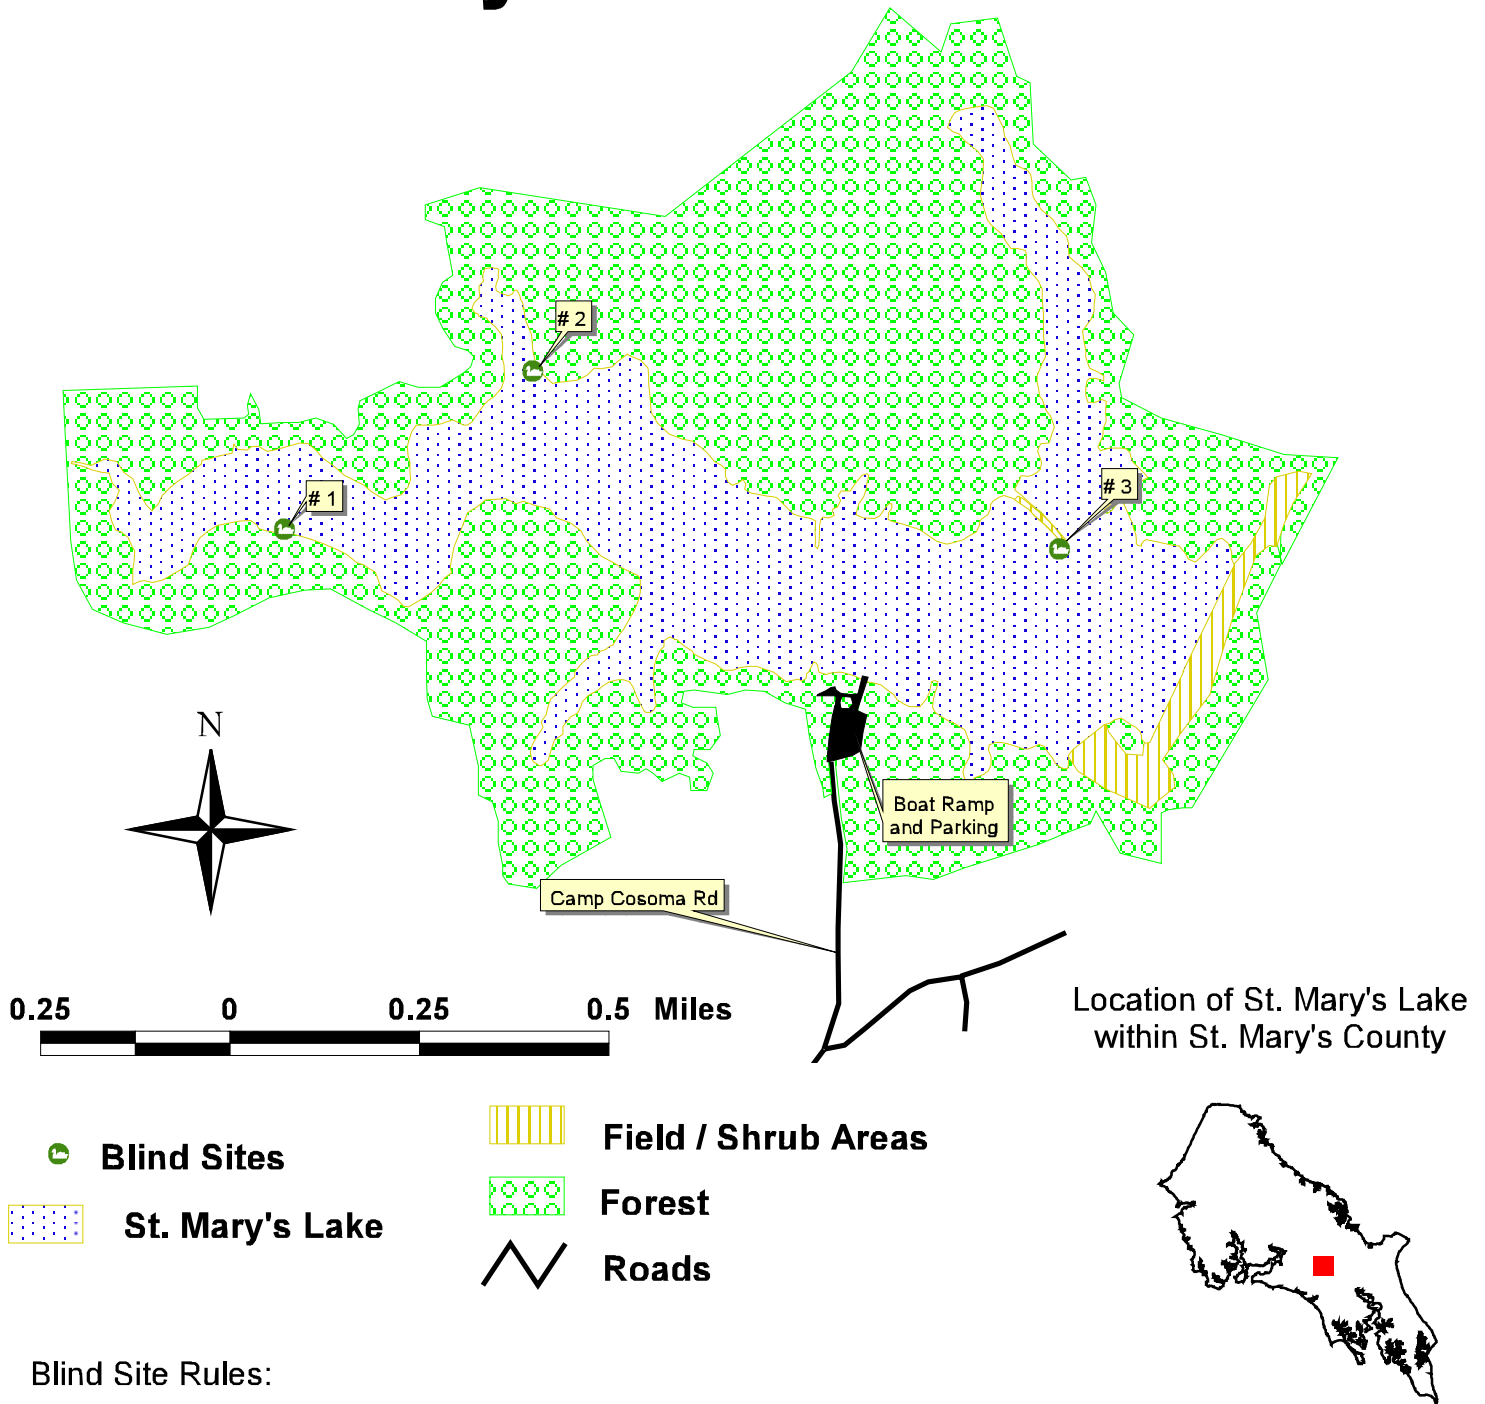 # 2
# 3
# 1
N
Boat Ramp
and Parking
Camp Cosoma Rd
0.25 0 0.25 0.5 Miles
Location of St. Mary's Lake
within St. Mary's County
Field / Shrub Areas
Blind Sites
Forest
St. Mary's Lake
Roads
Blind Site Rules: